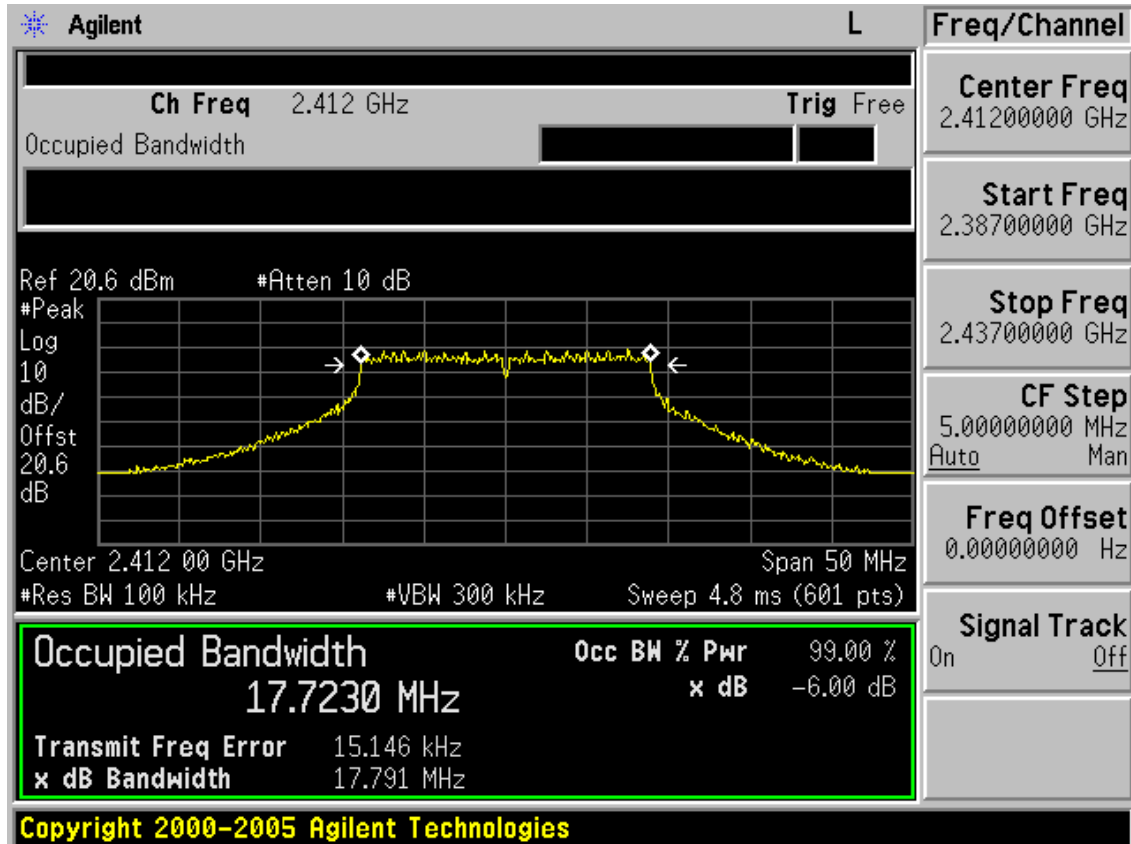 Agilent L Freq/Channel
Ch Freq 2.412 GHz Trig Free
Occupied Bandwidth
Center Freq
2.41200000 GHz
Start Freq
2.38700000 GHz
Stop Freq
2.43700000 GHz
CF Step
5.00000000 MHz
Auto Man
Freq Offset
0.00000000 Hz
Signal Track
On Off
Ref 20.6 dBm #Atten 10 dB
#Peak
Log
10
dB/
Offst
20.6
dB
Center 2.412 00 GHz Span 50 MHz
#Res BW 100 kHz #VBW 300 kHz Sweep 4.8 ms (601 pts)
Occupied Bandwidth Occ BW % Pwr 99.00 %
17.7230 MHz x dB -6.00 dB
Transmit Freq Error 15.146 kHz
x dB Bandwidth 17.791 MHz
Copyright 2000-2005 Agilent Technologies